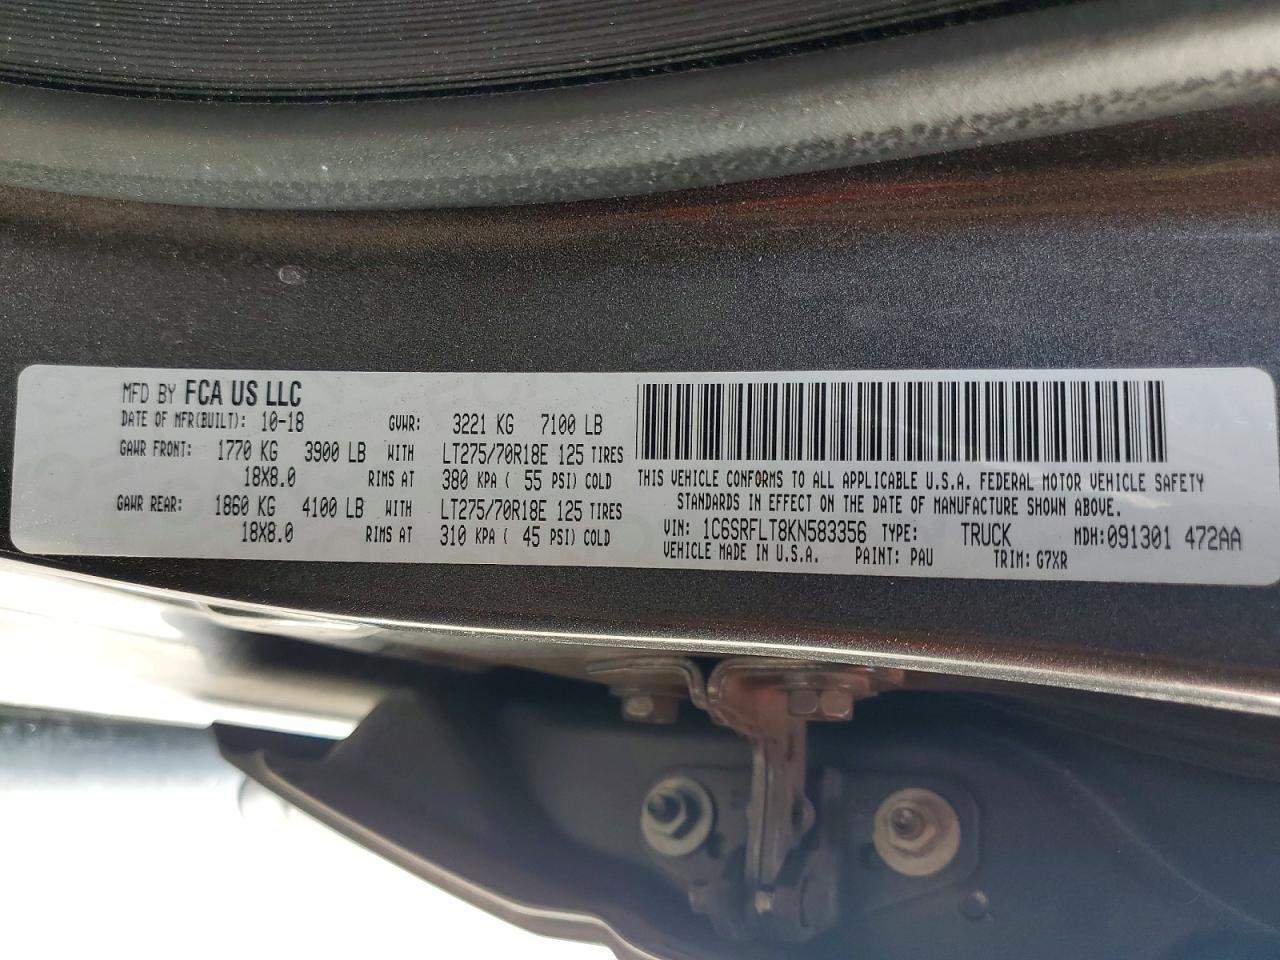 MFD BY FCA US LLC
DATE OF MFR(BUILT): 10-18 GVWR: 3221 KG 7100 LB
GAWR FRONT: 1770 KG 3900 LB WITH LT275/70R18E 125 TIRES
18X8.0 RIMS AT 380 KPA ( 55 PSI) COLD
GAWR REAR: 1860 KG 4100 LB WITH LT275/70R18E 125 TIRES
18X8.0 RIMS AT 310 KPA ( 45 PSI) COLD
THIS VEHICLE CONFORMS TO ALL APPLICABLE U.S.A. FEDERAL MOTOR VEHICLE SAFETY
STANDARDS IN EFFECT ON THE DATE OF MANUFACTURE SHOWN ABOVE.
VIN: 1C6SRFLT8KN583356 TYPE: TRUCK MDH:091301 472AA
VEHICLE MADE IN U.S.A. PAINT: PAU TRIM: G7XR